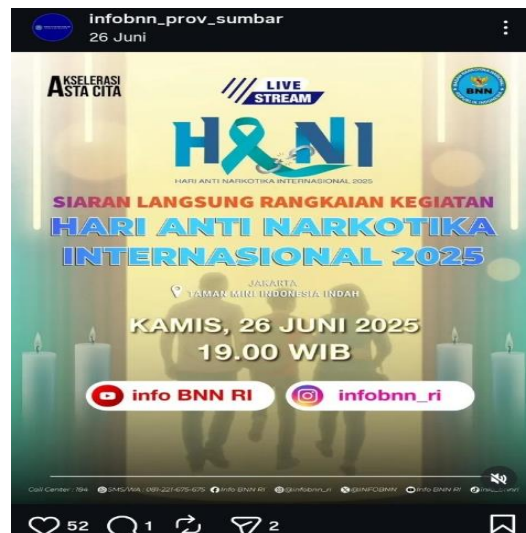 infobnn_prov_sumbar
26 Juni
AKSELERASI
ASTA CITA
LIVE
STREAM
BNN
HANI
HARI ANTI NARKOTIKA INTERNASIONAL 2025
SIARAN LANGSUNG RANGKAIAN KEGIATAN
HARI ANTI NARKOTIKA
INTERNASIONAL 2025
JAKARTA
TAMAN MINI INDONESIA INDAH
KAMIS, 26 JUNI 2025
19.00 WIB
info BNN RI infobnn_ri
Call Center : 184 SMS/WA : 081-221-675-675 Info BNN RI @infobnn_ri @INFOBNN Info BNN RI
52 1 2